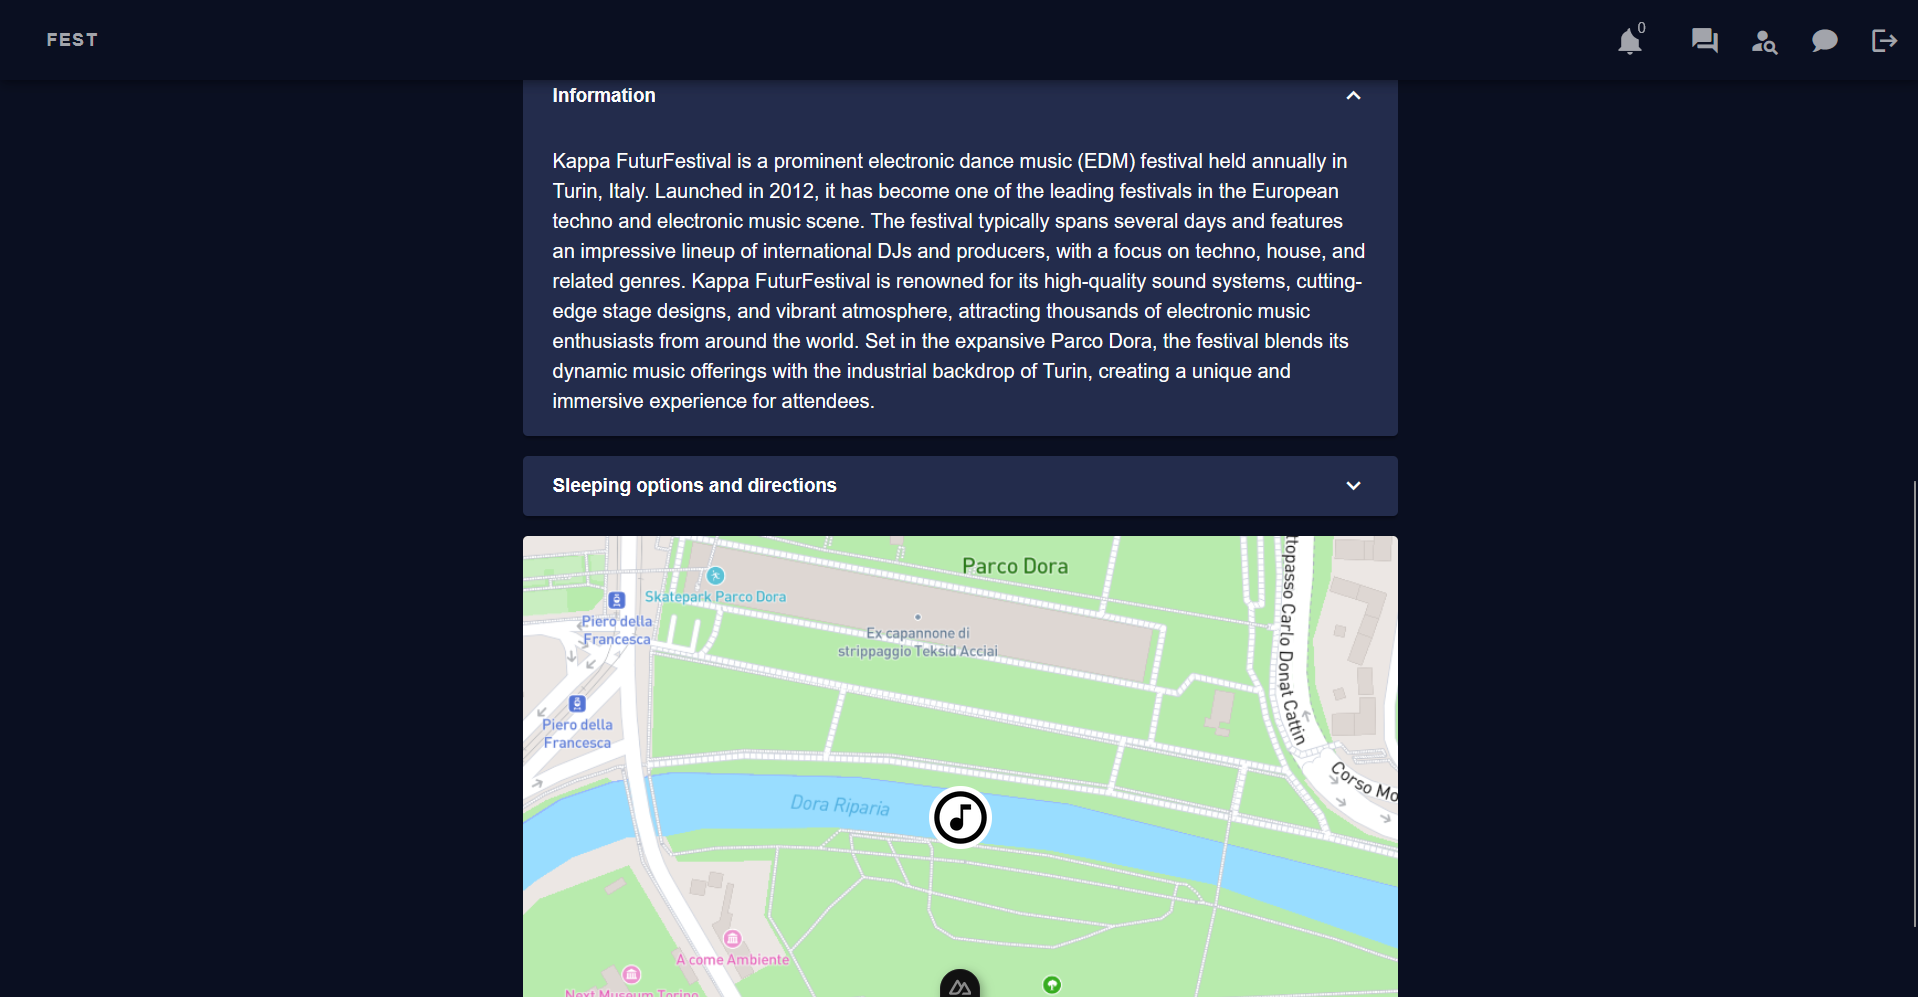 FEST
0
Information
Kappa FuturFestival is a prominent electronic dance music (EDM) festival held annually in
Turin, Italy. Launched in 2012, it has become one of the leading festivals in the European
techno and electronic music scene. The festival typically spans several days and features
an impressive lineup of international DJs and producers, with a focus on techno, house, and
related genres. Kappa FuturFestival is renowned for its high-quality sound systems, cutting-
edge stage designs, and vibrant atmosphere, attracting thousands of electronic music
enthusiasts from around the world. Set in the expansive Parco Dora, the festival blends its
dynamic music offerings with the industrial backdrop of Turin, creating a unique and
immersive experience for attendees.
Sleeping options and directions
Parco Dora
Skatepark Parco Dora
Piero della
Francesca
Ex capannone di
strippaggio Teksid Acciai
ttopasso Carlo Donat Cattin
Piero della
Francesca
Corso Mo
Dora Riparia
A come Ambiente
Next Museum Torino